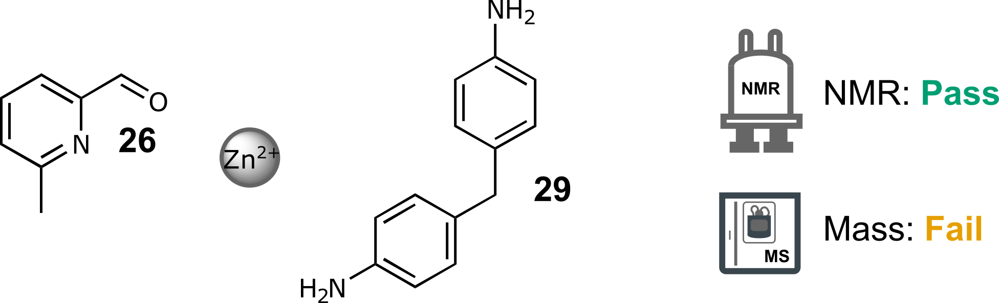 NH2
O
N
26
Zn2+
29
H2N
NMR
NMR: Pass
MS
Mass: Fail